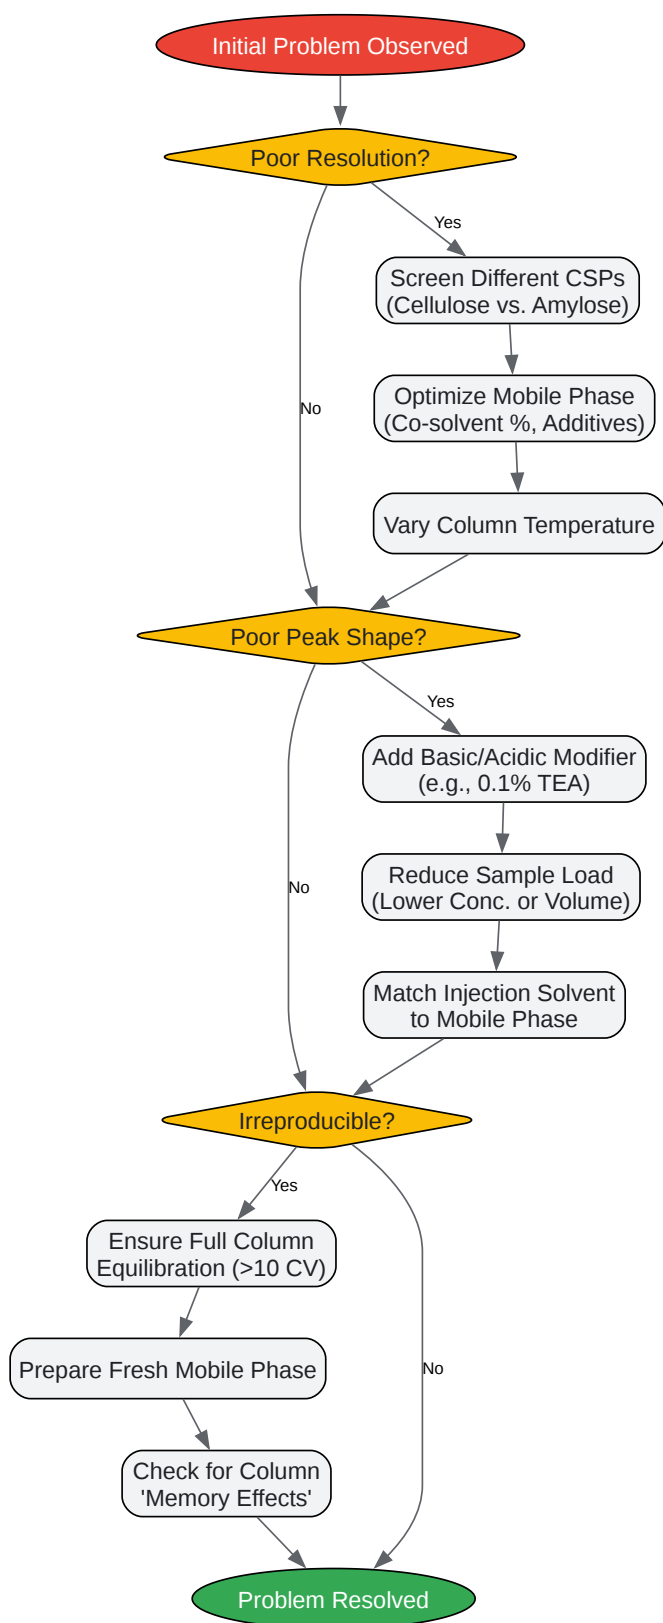 Initial Problem Observed
Poor Resolution?
Yes
Screen Different CSPs
(Cellulose vs. Amylose)
Optimize Mobile Phase
(Co-solvent %, Additives)
No
Vary Column Temperature
Poor Peak Shape?
Yes
Add Basic/Acidic Modifier
(e.g., 0.1% TEA)
Reduce Sample Load
(Lower Conc. or Volume)
No
Match Injection Solvent
to Mobile Phase
Irreproducible?
Yes
Ensure Full Column
Equilibration (>10 CV)
Prepare Fresh Mobile Phase
No
Check for Column
'Memory Effects'
Problem Resolved